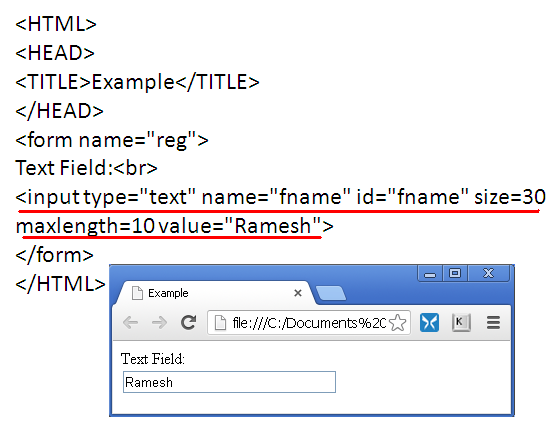 <HTML>
<HEAD>
<TITLE>Example</TITLE>
</HEAD>
<form name="reg">
Text Field:<br>
<input type="text" name="fname" id="fname" size=30
maxlength=10 value="Ramesh">
</form>
</HTML>
Example
file:///C:/Documents%2C
K
Text Field:
Ramesh